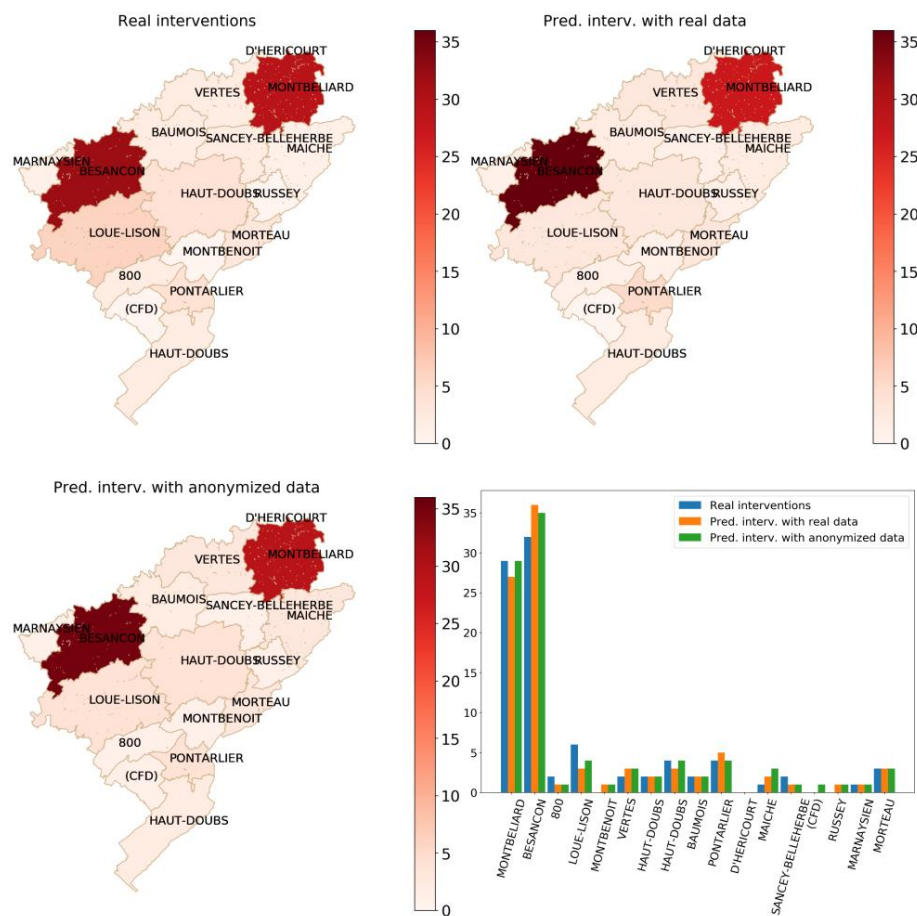 Real interventions
D'HERICOURT
MONTBELIARD
VERTES
BAUMOIS
SANCEY-BELLEHERBE
MAICHE
MARNAYSIEN
BESANCON
HAUT-DOUBS
RUSSEY
LOUE-LISON
MORTEAU
MONTBENOIT
800
PONTARLIER
(CFD)
HAUT-DOUBS
35
30
25
20
15
10
5
0
Pred. interv. with real data
D'HERICOURT
MONTBELIARD
VERTES
BAUMOIS
SANCEY-BELLEHERBE
MAICHE
MARNAYSIEN
BESANCON
HAUT-DOUBS
RUSSEY
LOUE-LISON
MORTEAU
MONTBENOIT
800
PONTARLIER
(CFD)
HAUT-DOUBS
35
30
25
20
15
10
5
0
Pred. interv. with anonymized data
D'HERICOURT
MONTBELIARD
VERTES
BAUMOIS
SANCEY-BELLEHERBE
MAICHE
MARNAYSIEN
BESANCON
HAUT-DOUBS
RUSSEY
LOUE-LISON
MORTEAU
MONTBENOIT
800
PONTARLIER
(CFD)
HAUT-DOUBS
35
30
25
20
15
10
5
0
Real interventions
Pred. interv. with real data
Pred. interv. with anonymized data
35
30
25
20
15
10
5
0
MONTBELIARD
BESANCON
800
LOUE-LISON
MONTBENOIT
VERTES
HAUT-DOUBS
HAUT-DOUBS
BAUMOIS
PONTARLIER
D'HERICOURT
MAICHE
SANCEY-BELLEHERBE
(CFD)
RUSSEY
MARNAYSIEN
MORTEAU